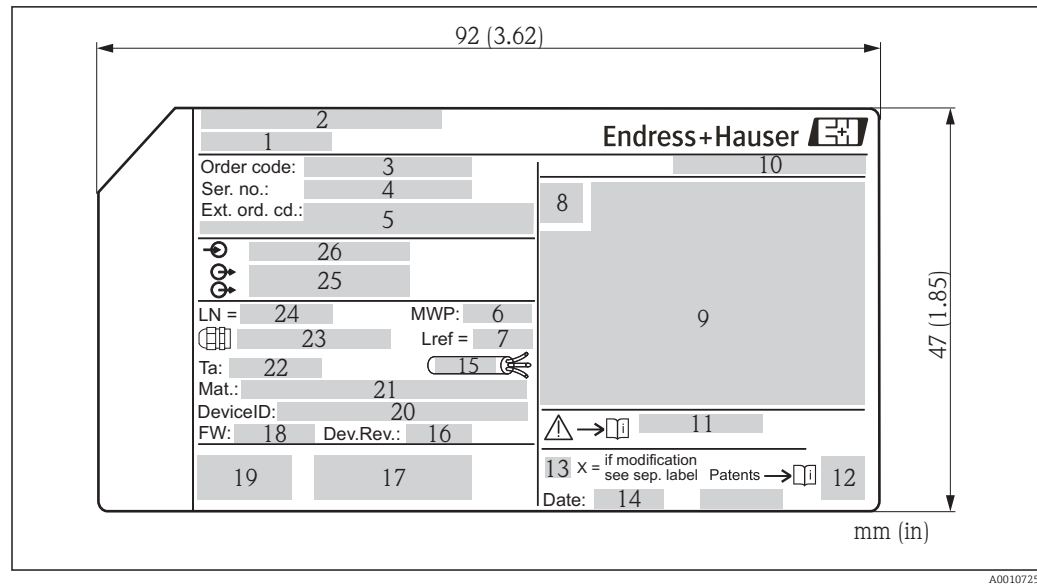 92 (3.62)
2
1
Endress+Hauser
10
Order code: 3
Ser. no.: 4
Ext. ord. cd.: 5
8
9
26
25
LN = 24 MWP: 6
23 Lref = 7
Ta: 22 15
Mat.: 21
DeviceID: 20
FW: 18 Dev.Rev.: 16
19 17
i 11
13 X = if modification
see sep. label Patents i 12
Date: 14
47 (1.85)
mm (in)
A0010725